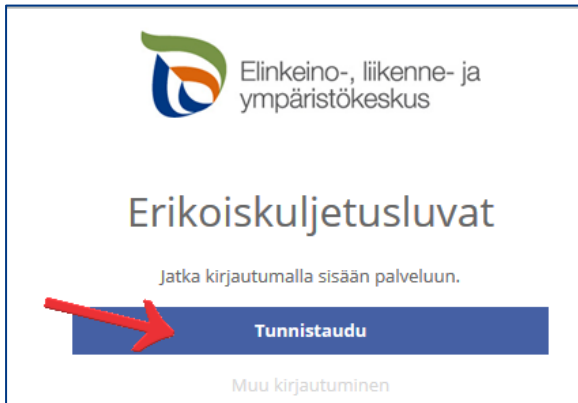 Elinkeino-, liikenne- ja
ympäristökeskus
Erikoiskuljetusluvat
Jatka kirjautumalla sisään palveluun.
Tunnistaudu
Muu kirjautuminen